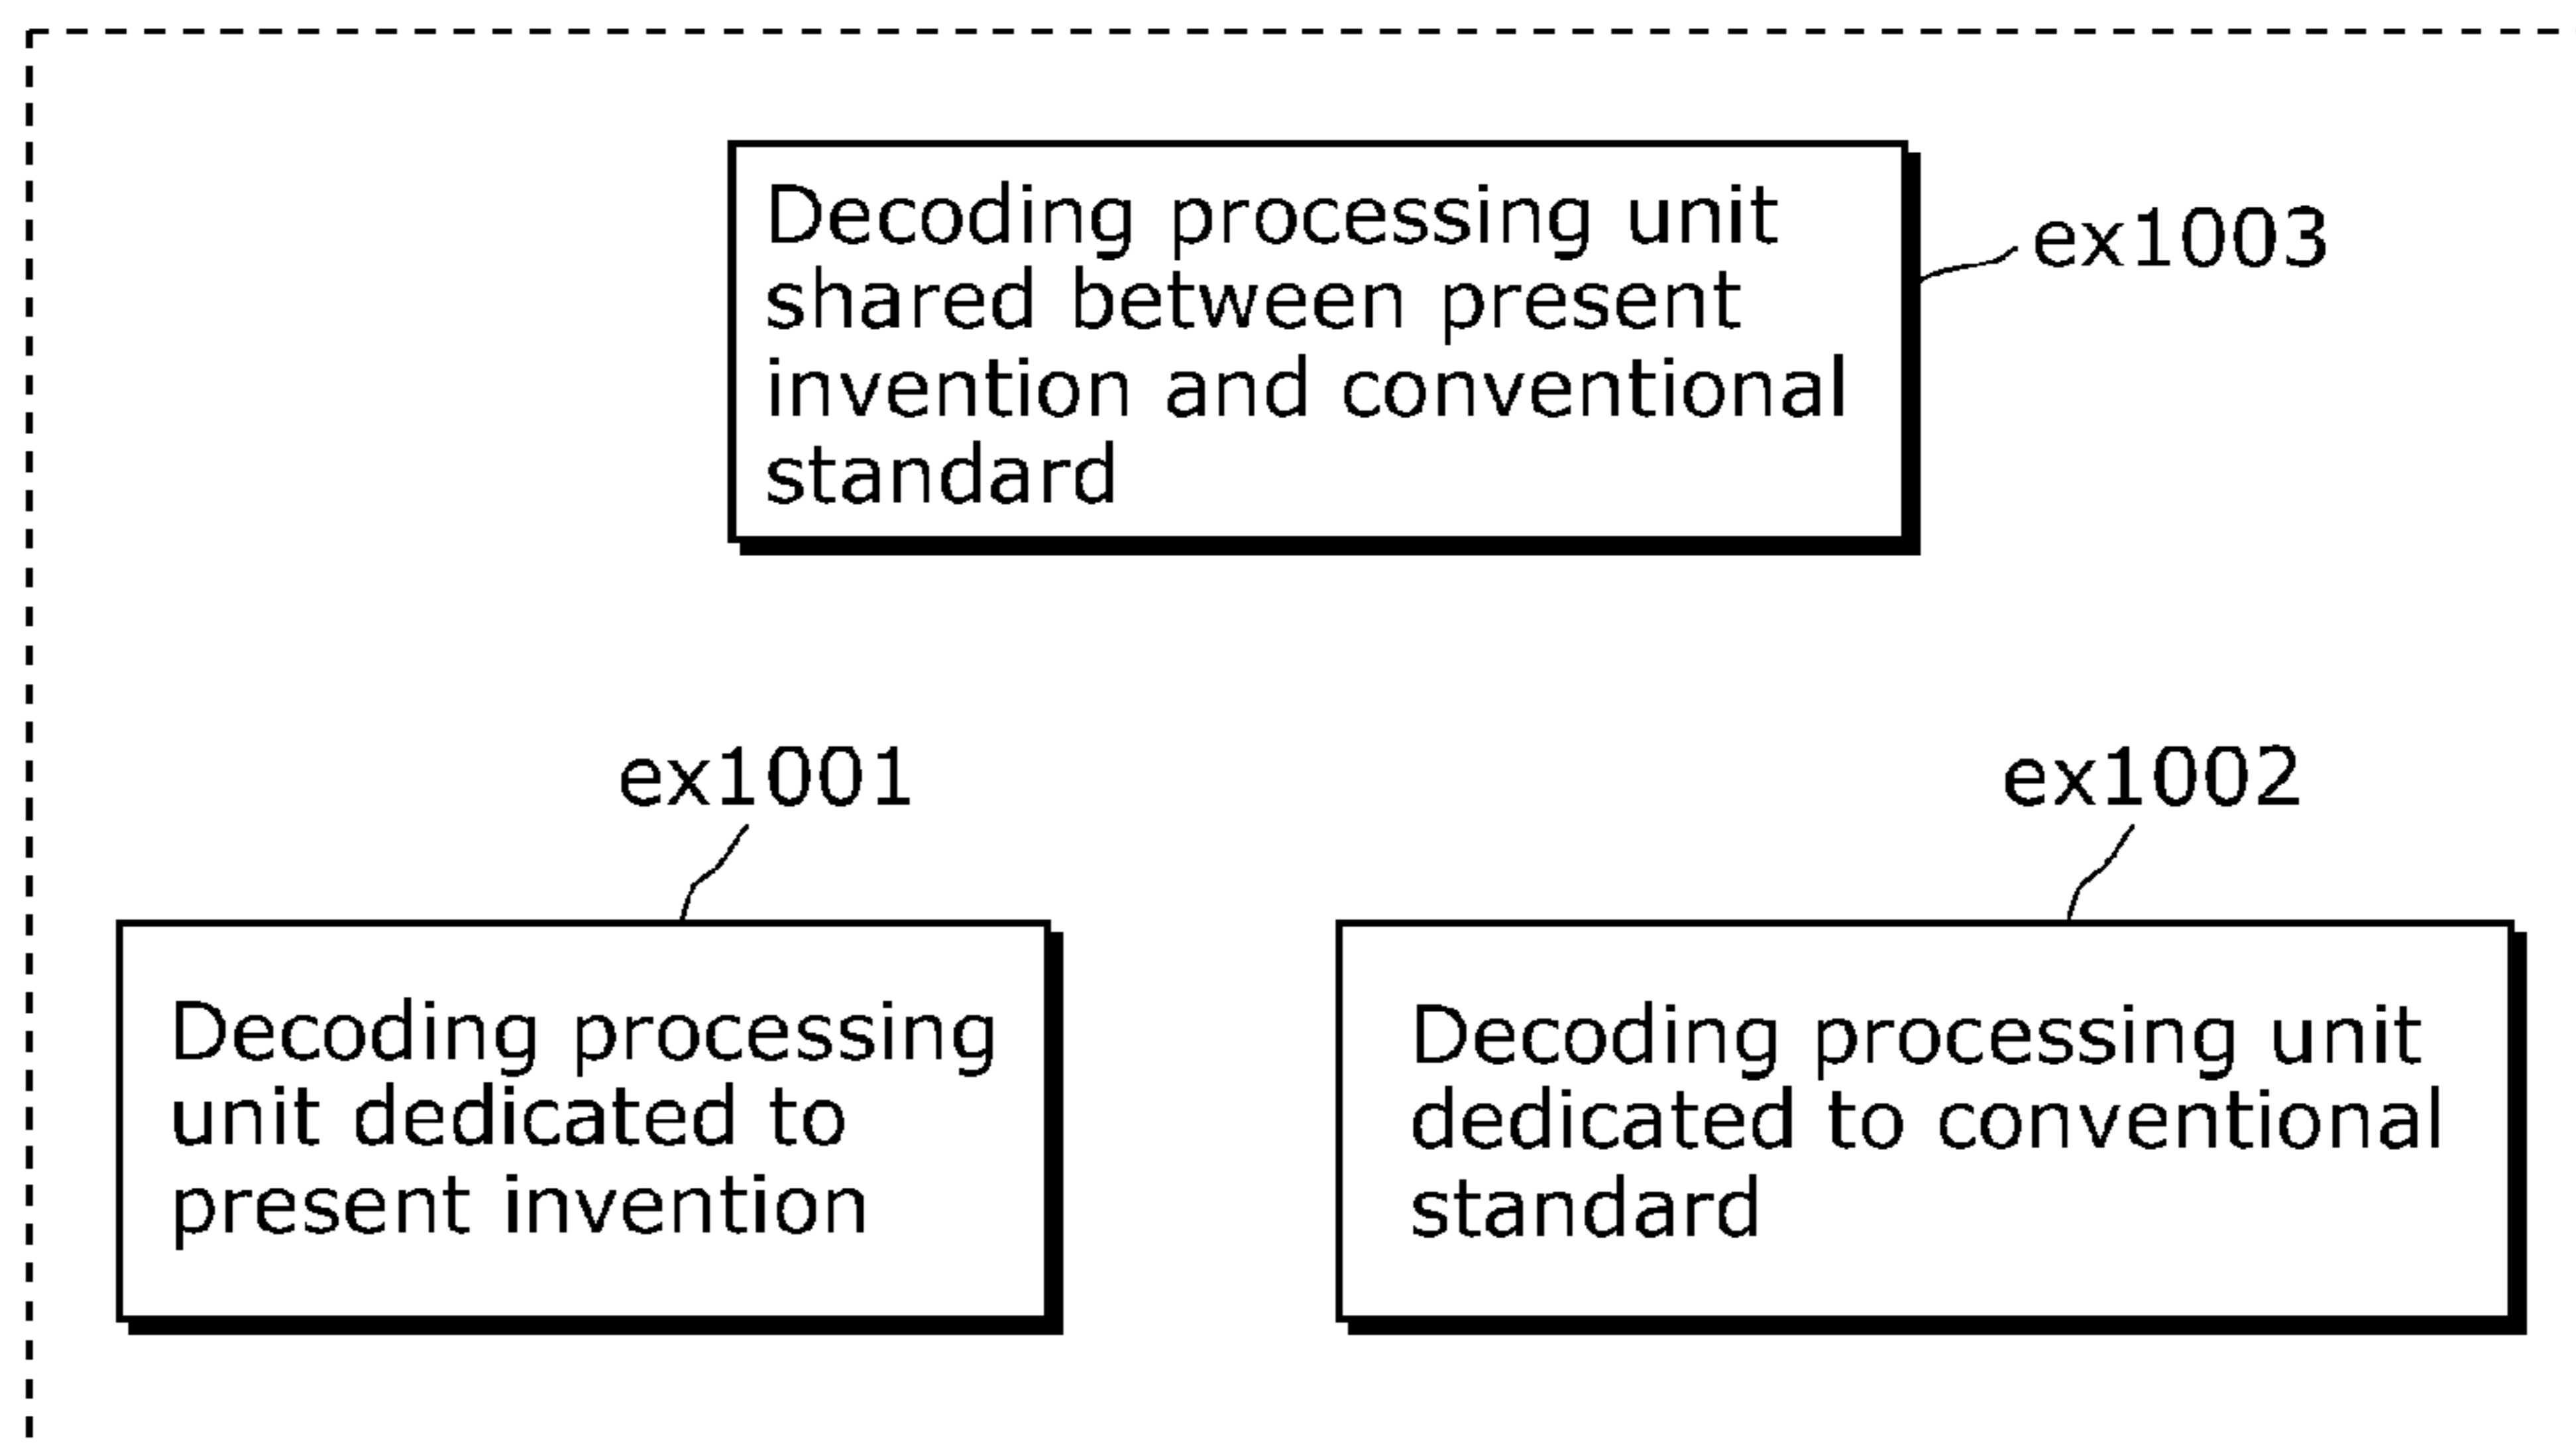 Decoding processing unit
shared between present
invention and conventional
standard
ex1003
ex1001
ex1002
Decoding processing
unit dedicated to
present invention
Decoding processing unit
dedicated to conventional
standard